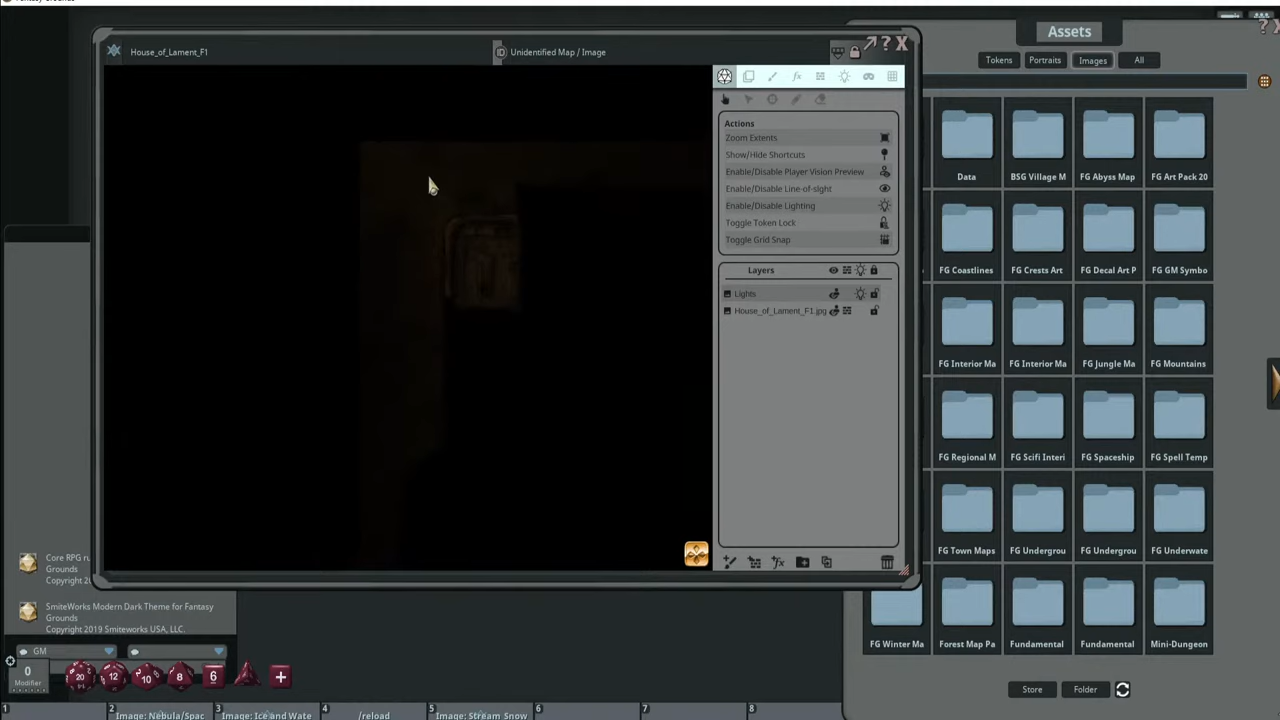 House_of_Lament_F1
Unidentified Map / Image
Assets
Tokens
Portraits
Images
All
Actions
Zoom Extents
Show/Hide Shortcuts
Enable/Disable Player Vision Preview
Enable/Disable Line-of-sight
Enable/Disable Lighting
Toggle Token Lock
Toggle Grid Snap
Layers
Lights
House_of_Lament_F1.jpg
Data
BSG Village M
FG Abyss Map
FG Art Pack 20
FG Coastlines
FG Crests Art
FG Decal Art P
FG GM Symbo
FG Interior Ma
FG Interior Ma
FG Jungle Ma
FG Mountains
FG Regional M
FG Scifi Interi
FG Spaceship
FG Spell Temp
FG Town Maps
FG Undergrou
FG Undergrou
FG Underwate
FG Winter Ma
Forest Map Pa
Fundamental
Fundamental
Mini-Dungeon
Store
Folder
Core RPG ru
Grounds
Copyright 20
SmiteWorks Modern Dark Theme for Fantasy
Grounds
Copyright 2019 Smiteworks USA, LLC.
GM
0
Modifier
20
12
10
8
6
1
2
Image: Nebula/Spac
3
Image: Ice and Wate
4
/reload
5
Image: Stream_Snow
6
7
8